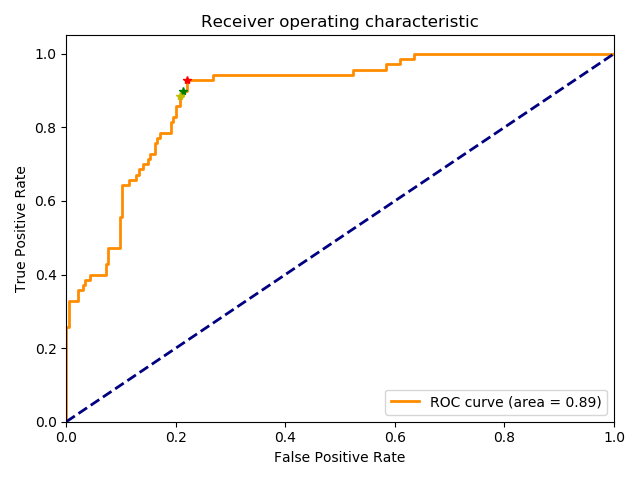 Receiver operating characteristic
True Positive Rate
1.0
0.8
0.6
0.4
0.2
0.0
0.0 0.2 0.4 0.6 0.8 1.0
False Positive Rate
ROC curve (area = 0.89)